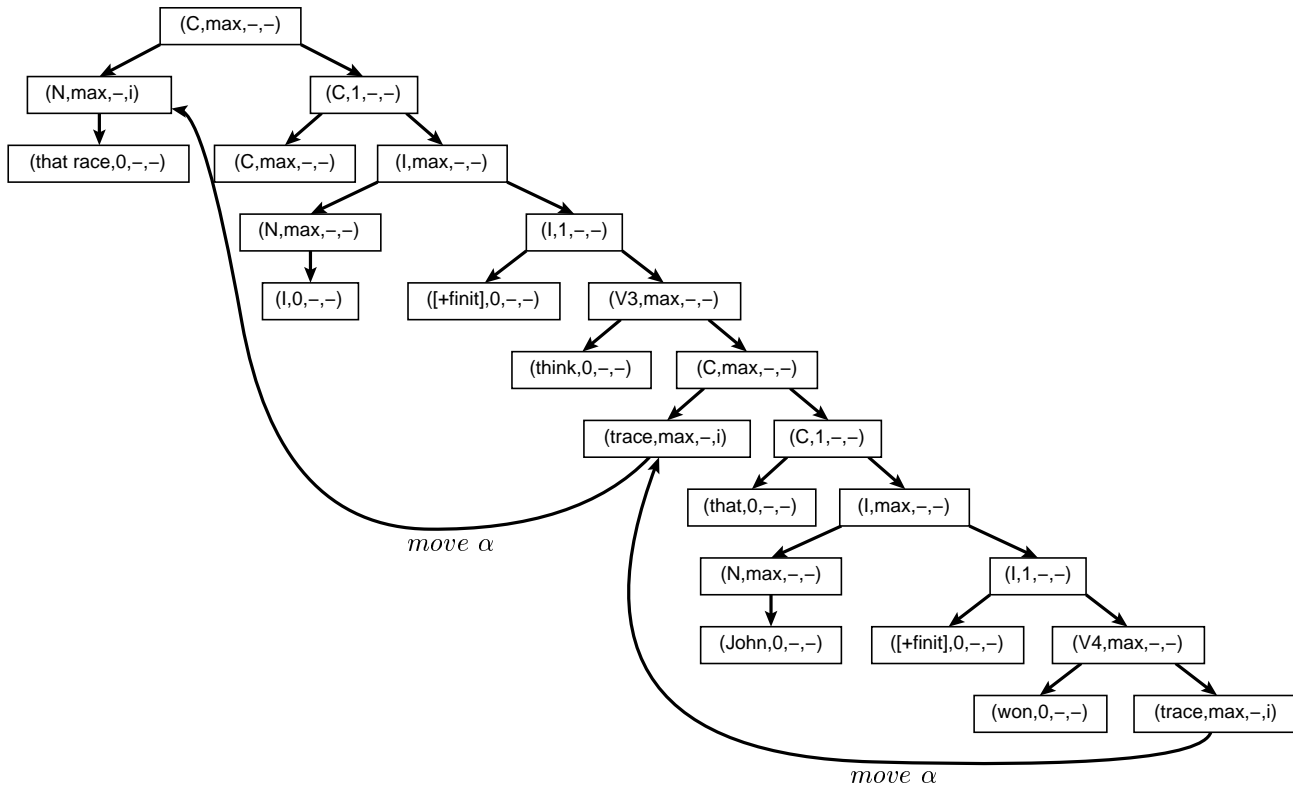 (C,max,–,–)
(N,max,–,i) (C,1,–,–)
(that race,0,–,–) (C,max,–,–) (I,max,–,–)
(N,max,–,–) (I,1,–,–)
(I,0,–,–) ([+finit],0,–,–) (V3,max,–,–)
(think,0,–,–) (C,max,–,–)
(trace,max,–,i) (C,1,–,–)
(that,0,–,–) (I,max,–,–)
move α
(N,max,–,–) (I,1,–,–)
(John,0,–,–) ([+finit],0,–,–) (V4,max,–,–)
(won,0,–,–) (trace,max,–,i)
move α